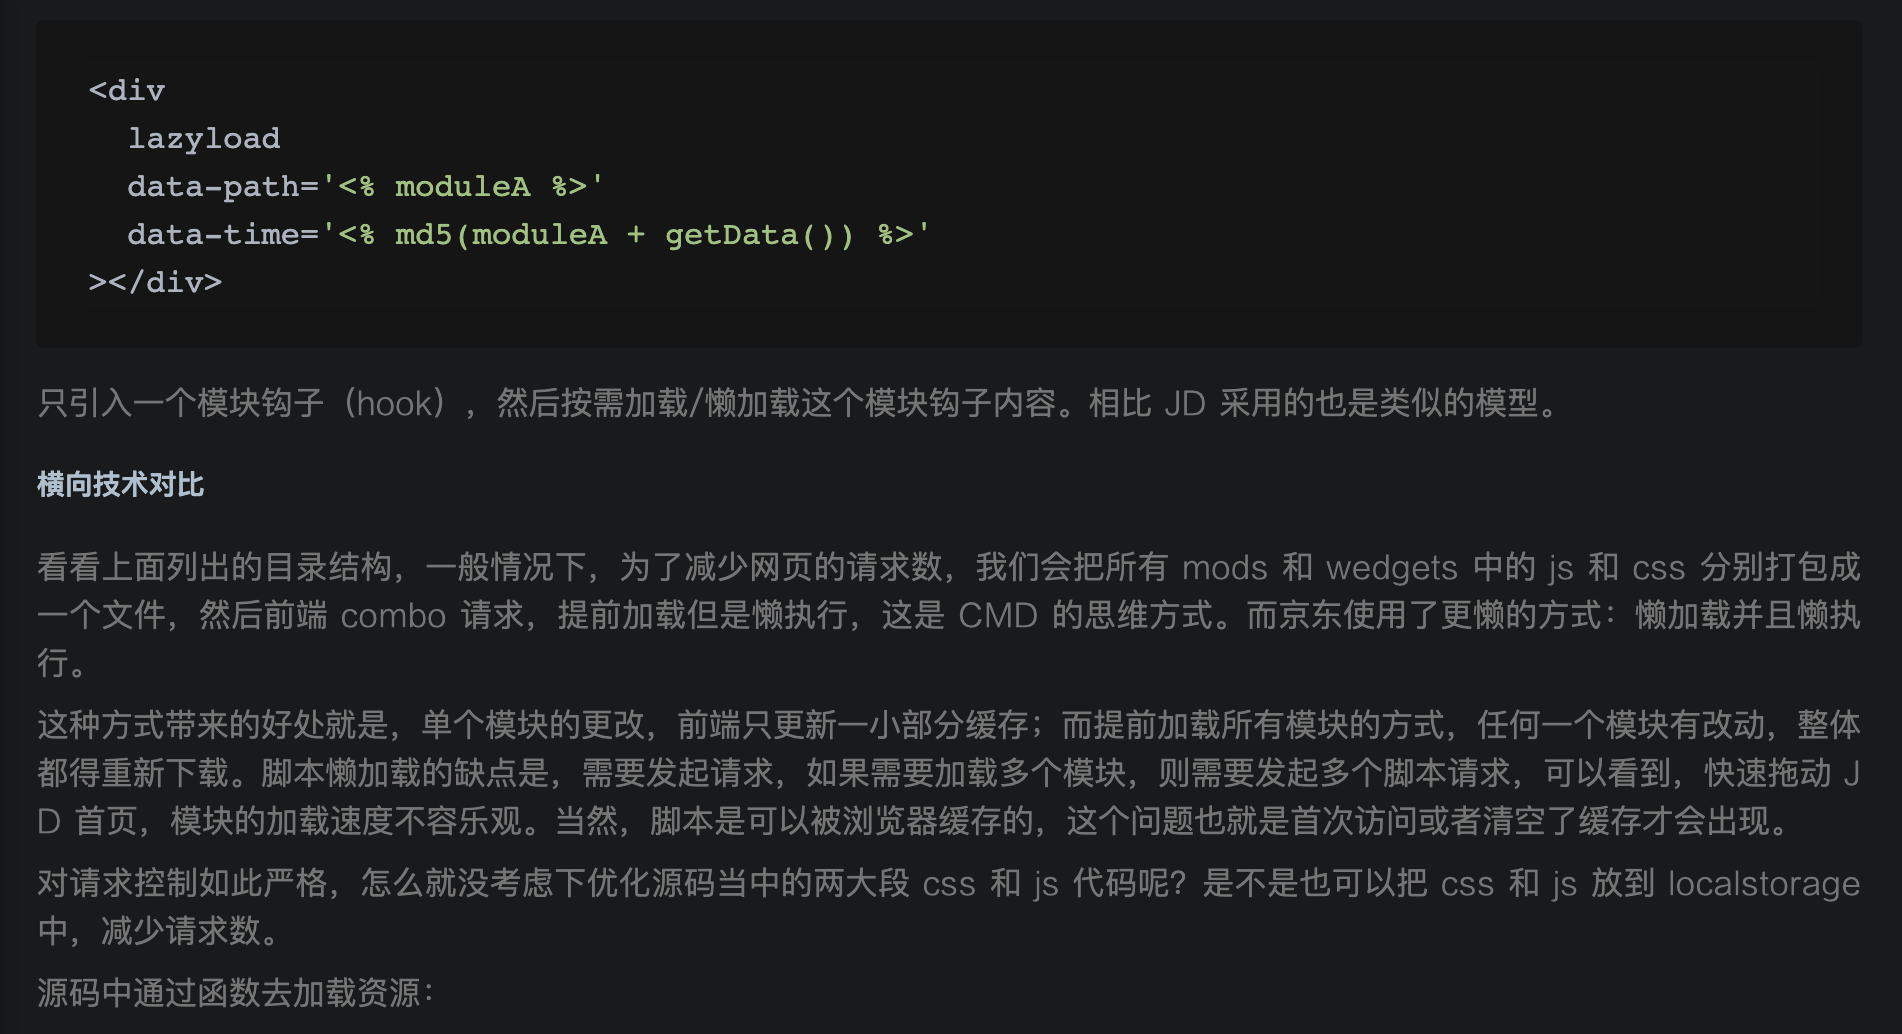 <div
lazyload
data-path='<% moduleA %>'
data-time='<% md5(moduleA + getData()) %>'
></div>
只引入一个模块钩子（hook），然后按需加载/懒加载这个模块钩子内容。相比 JD 采用的也是类似的模型。
横向技术对比
看看上面列出的目录结构，一般情况下，为了减少网页的请求数，我们会把所有 mods 和 wedgets 中的 js 和 css 分别打包成
一个文件，然后前端 combo 请求，提前加载但是懒执行，这是 CMD 的思维方式。而京东使用了更懒的方式：懒加载并且懒执
行。
这种方式带来的好处就是，单个模块的更改，前端只更新一小部分缓存；而提前加载所有模块的方式，任何一个模块有改动，整体
都得重新下载。脚本懒加载的缺点是，需要发起请求，如果需要加载多个模块，则需要发起多个脚本请求，可以看到，快速拖动 J
D 首页，模块的加载速度不容乐观。当然，脚本是可以被浏览器缓存的，这个问题也就是首次访问或者清空了缓存才会出现。
对请求控制如此严格，怎么就没考虑下优化源码当中的两大段 css 和 js 代码呢？是不是也可以把 css 和 js 放到 localstorage
中，减少请求数。
源码中通过函数去加载资源：